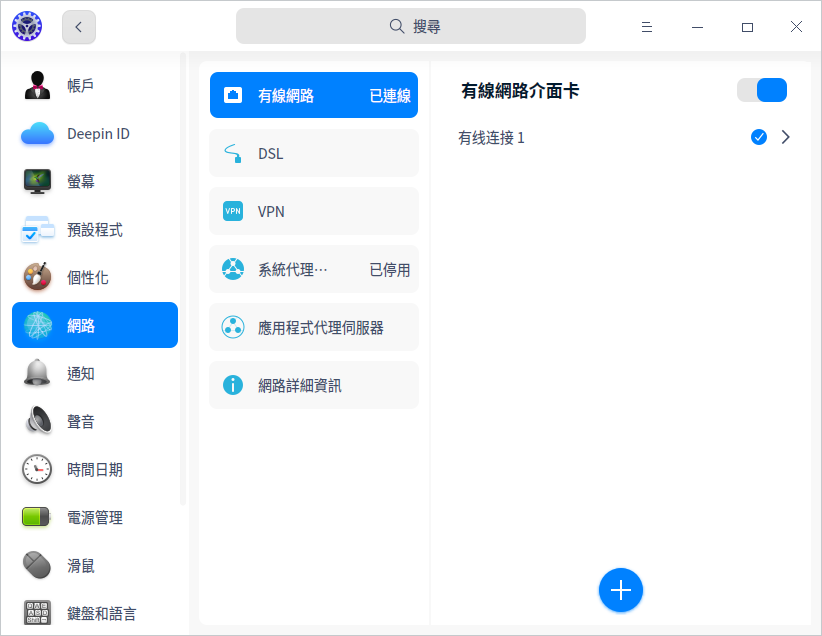 搜尋
帳戶
Deepin ID
螢幕
預設程式
個性化
網路
通知
聲音
時間日期
電源管理
滑鼠
鍵盤和語言
有線網路 已連線
DSL
VPN
VPN
系統代理… 已停用
應用程式代理伺服器
網路詳細資訊
有線網路介面卡
有线连接 1